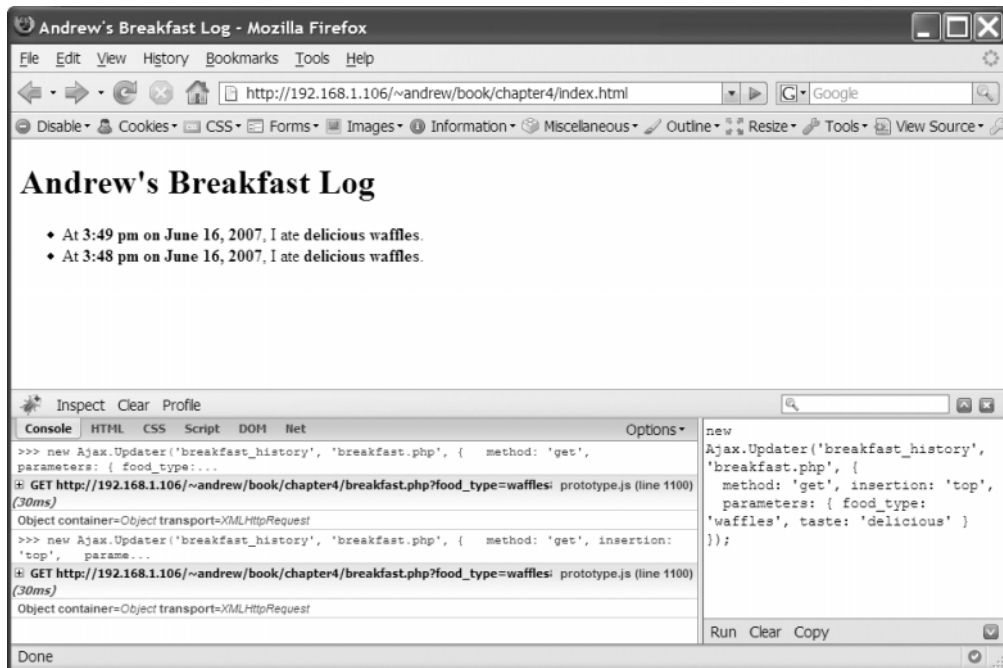 Andrew's Breakfast Log - Mozilla Firefox
File Edit View History Bookmarks Tools Help
http://192.168.1.106/~andrew/book/chapter4/index.html
G Google
Disable Cookies CSS Forms Images Information Miscellaneous Outline Resize Tools View Source
Andrew's Breakfast Log
At 3:49 pm on June 16, 2007, I ate delicious waffles.
At 3:48 pm on June 16, 2007, I ate delicious waffles.
Inspect Clear Profile
Console HTML CSS Script DOM Net Options
>>> new Ajax.Updater('breakfast_history', 'breakfast.php', { method: 'get',
parameters: { food_type:...
GET http://192.168.1.106/~andrew/book/chapter4/breakfast.php?food_type=waffles prototype.js (line 1100)
(30ms)
Object container=Object transport=XMLHttpRequest
>>> new Ajax.Updater('breakfast_history', 'breakfast.php', { method: 'get', insertion:
'top', parame...
GET http://192.168.1.106/~andrew/book/chapter4/breakfast.php?food_type=waffles prototype.js (line 1100)
(30ms)
Object container=Object transport=XMLHttpRequest
new
Ajax.Updater('breakfast_history',
'breakfast.php', {
method: 'get', insertion: 'top',
parameters: { food_type:
'waffles', taste: 'delicious' }
});
Run Clear Copy
Done